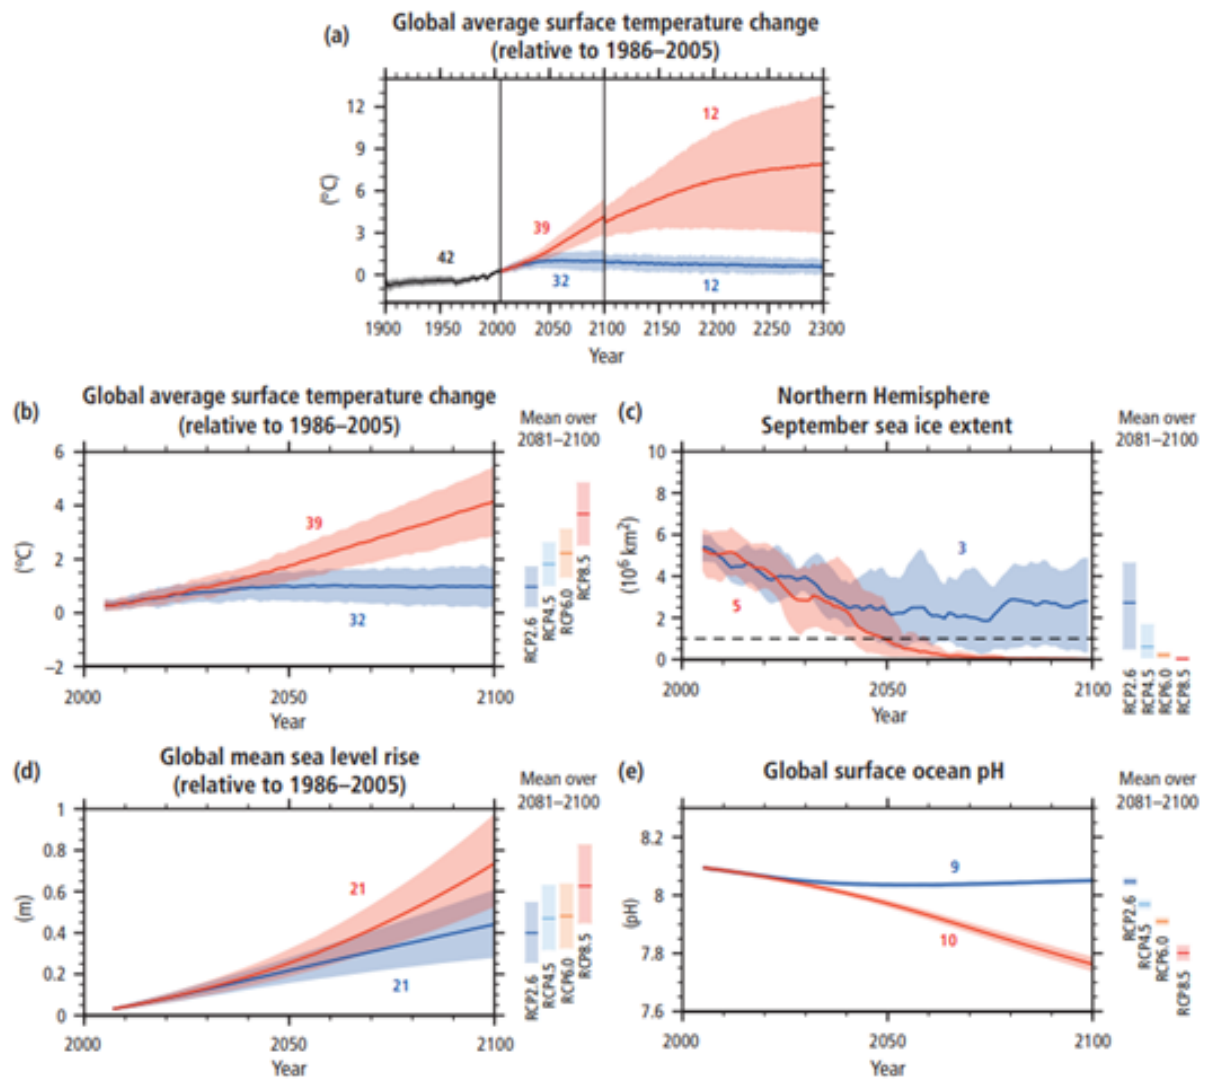 (a)
Global average surface temperature change
(relative to 1986–2005)
(°C)
12
9
6
3
0
42
39
32
12
12
1900 1950 2000 2050 2100 2150 2200 2250 2300
Year
(b)
Global average surface temperature change
(relative to 1986–2005)
Mean over
2081–2100
(°C)
6
4
2
0
–2
39
32
2000 2050 2100
Year
RCP2.6
RCP4.5
RCP6.0
RCP8.5
(c)
Northern Hemisphere
September sea ice extent
Mean over
2081–2100
(10⁶ km²)
10
8
6
4
2
0
3
5
2000 2050 2100
Year
RCP2.6
RCP4.5
RCP6.0
RCP8.5
(d)
Global mean sea level rise
(relative to 1986–2005)
Mean over
2081–2100
(m)
1
0.8
0.6
0.4
0.2
0
21
21
2000 2050 2100
Year
RCP2.6
RCP4.5
RCP6.0
RCP8.5
(e)
Global surface ocean pH
Mean over
2081–2100
(pH)
8.2
8
7.8
7.6
9
10
2000 2050 2100
Year
RCP2.6
RCP4.5
RCP6.0
RCP8.5